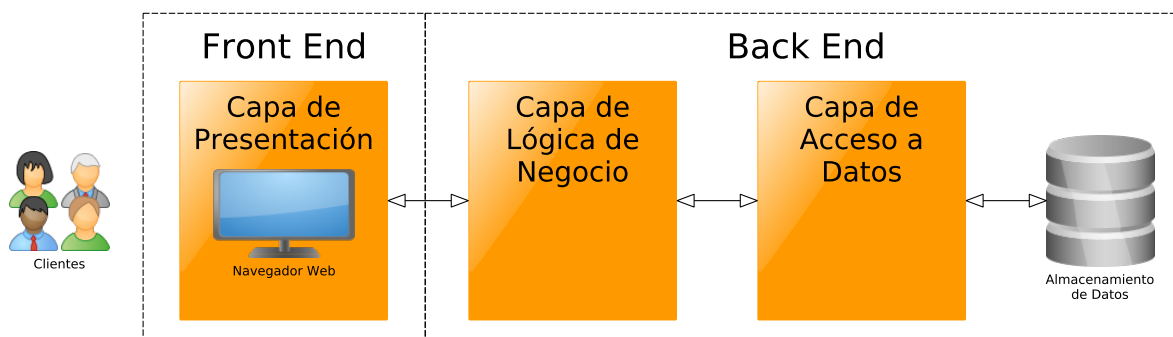 Front End
Back End
Capa de
Presentación
Navegador Web
Capa de
Lógica de
Negocio
Capa de
Acceso a
Datos
Clientes
Almacenamiento
de Datos